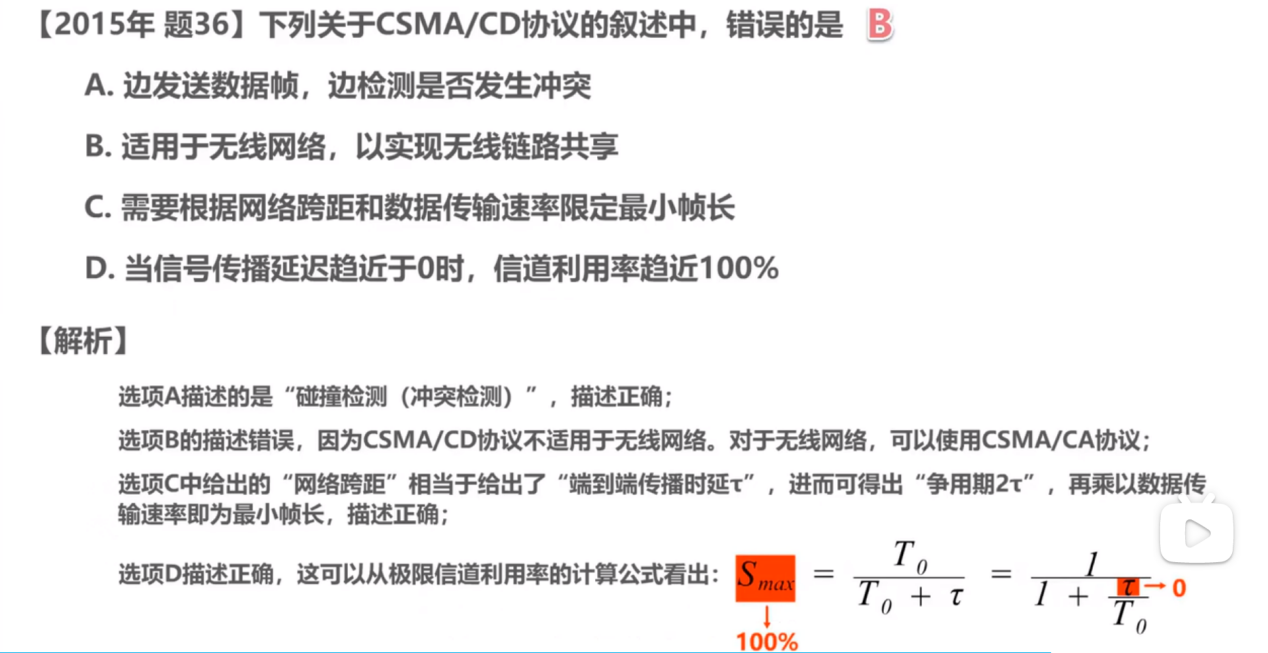 【2015年 题36】下列关于CSMA/CD协议的叙述中，错误的是 B
A. 边发送数据帧，边检测是否发生冲突
B. 适用于无线网络，以实现无线链路共享
C. 需要根据网络跨距和数据传输速率限定最小帧长
D. 当信号传播延迟趋近于0时，信道利用率趋近100%
【解析】
选项A描述的是“碰撞检测（冲突检测）”，描述正确；
选项B的描述错误，因为CSMA/CD协议不适用于无线网络。对于无线网络，可以使用CSMA/CA协议；
选项C中给出的“网络跨距”相当于给出了“端到端传播时延τ”，进而可得出“争用期2τ”，再乘以数据传
输速率即为最小帧长，描述正确；
选项D描述正确，这可以从极限信道利用率的计算公式看出： S_max = T_0 / (T_0 + τ) = 1 / (1 + τ/T_0) → 0
↓
100%